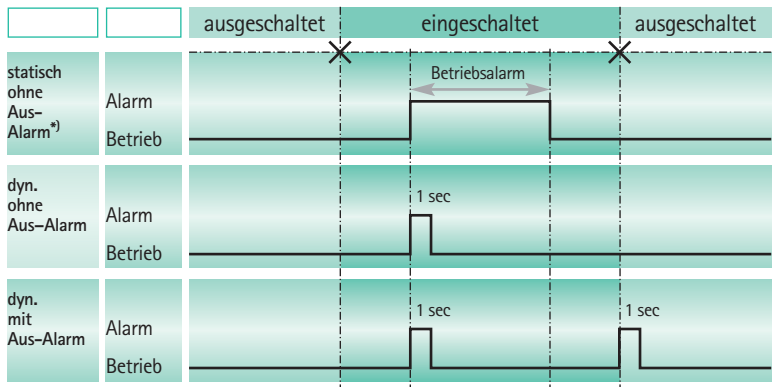 ausgeschaltet eingeschaltet ausgeschaltet
statisch
ohne
Aus-
Alarm*)
Alarm
Betrieb
Betriebsalarm
dyn.
ohne
Aus–Alarm
Alarm
Betrieb
1 sec
dyn.
mit
Aus-Alarm
Alarm
Betrieb
1 sec
1 sec